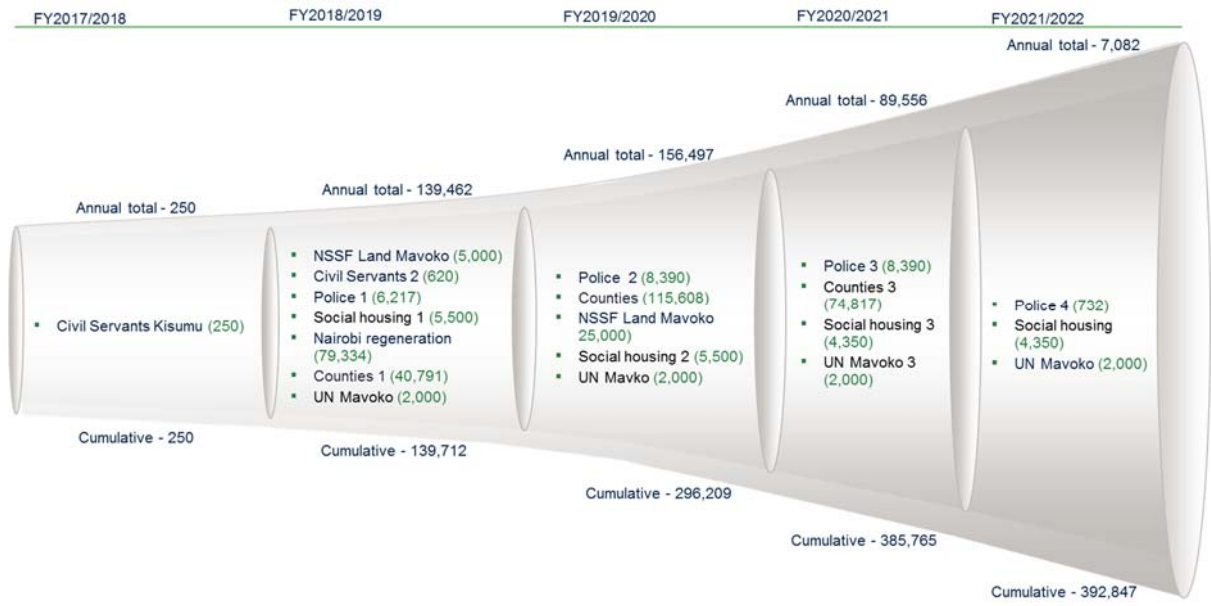 FY2017/2018
FY2018/2019
FY2019/2020
FY2020/2021
FY2021/2022
Annual total - 250
▪ Civil Servants Kisumu (250)
Cumulative - 250
Annual total - 139,462
▪ NSSF Land Mavoko (5,000)
▪ Civil Servants 2 (620)
▪ Police 1 (6,217)
▪ Social housing 1 (5,500)
▪ Nairobi regeneration
(79,334)
▪ Counties 1 (40,791)
▪ UN Mavoko (2,000)
Cumulative - 139,712
Annual total - 156,497
▪ Police 2 (8,390)
▪ Counties (115,608)
▪ NSSF Land Mavoko
25,000)
▪ Social housing 2 (5,500)
▪ UN Mavko (2,000)
Cumulative - 296,209
Annual total - 89,556
▪ Police 3 (8,390)
▪ Counties 3
(74,817)
▪ Social housing 3
(4,350)
▪ UN Mavoko 3
(2,000)
Cumulative - 385,765
Annual total - 7,082
▪ Police 4 (732)
▪ Social housing
(4,350)
▪ UN Mavoko (2,000)
Cumulative - 392,847